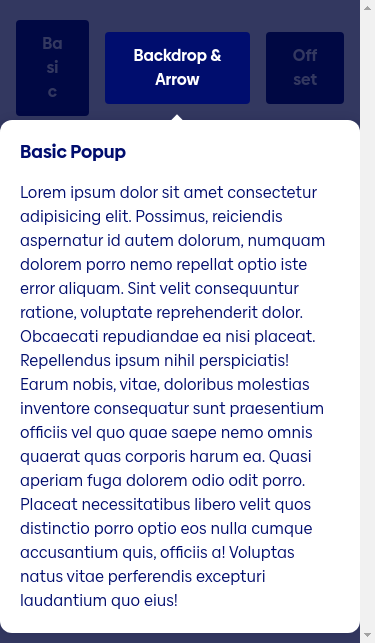 Ba
si
c
Backdrop &
Arrow
Off
set
Basic Popup
Lorem ipsum dolor sit amet consectetur
adipisicing elit. Possimus, reiciendis
aspernatur id autem dolorum, numquam
dolorem porro nemo repellat optio iste
error aliquam. Sint velit consequuntur
ratione, voluptate reprehenderit dolor.
Obcaecati repudiandae ea nisi placeat.
Repellendus ipsum nihil perspiciatis!
Earum nobis, vitae, doloribus molestias
inventore consequatur sunt praesentium
officiis vel quo quae saepe nemo omnis
quaerat quas corporis harum ea. Quasi
aperiam fuga dolorem odio odit porro.
Placeat necessitatibus libero velit quos
distinctio porro optio eos nulla cumque
accusantium quis, officiis a! Voluptas
natus vitae perferendis excepturi
laudantium quo eius!